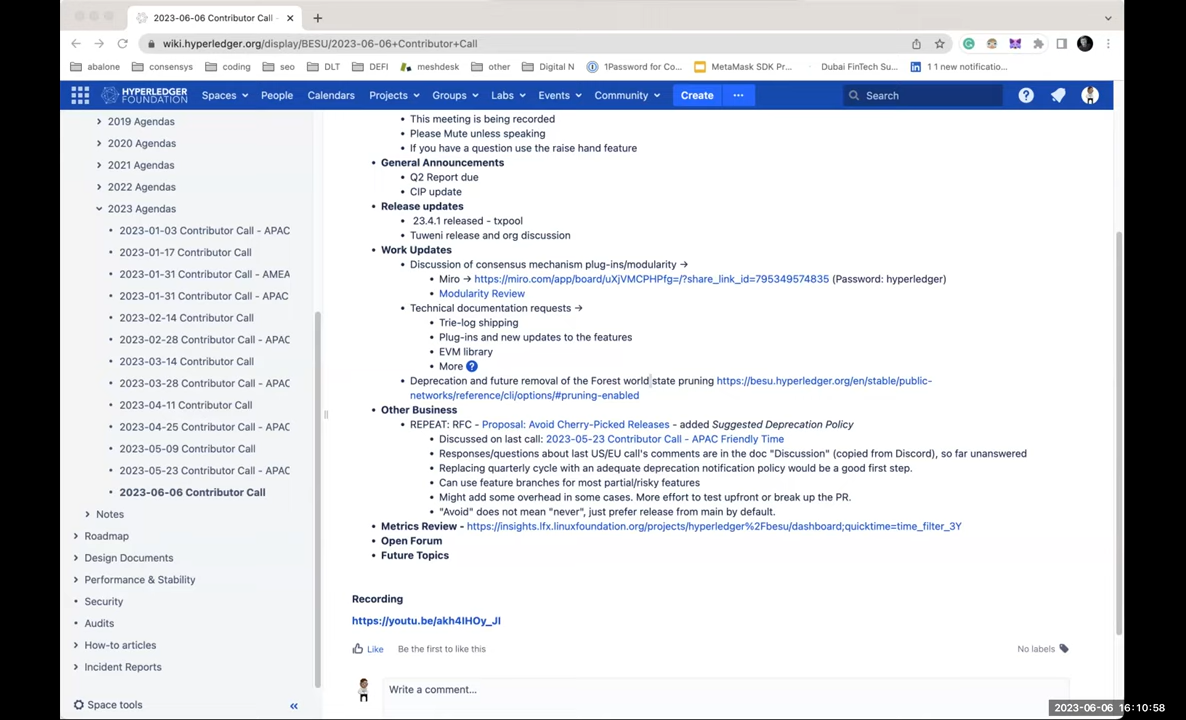 2023-06-06 Contributor Call -
wiki.hyperledger.org/display/BESU/2023-06-06+Contributor+Call
abalone
consensys
coding
seo
DLT
DEFI
meshdesk
other
Digital N
1Password for Co...
MetaMask SDK Pr...
Dubai FinTech Su...
1 1 new notificatio...
HYPERLEDGER FOUNDATION
Spaces
People
Calendars
Projects
Groups
Labs
Events
Community
Create
Search
2019 Agendas
2020 Agendas
2021 Agendas
2022 Agendas
2023 Agendas
2023-01-03 Contributor Call - APAC
2023-01-17 Contributor Call
2023-01-31 Contributor Call - AMEA
2023-01-31 Contributor Call - APAC
2023-02-14 Contributor Call
2023-02-28 Contributor Call - APAC
2023-03-14 Contributor Call
2023-03-28 Contributor Call - APAC
2023-04-11 Contributor Call
2023-04-25 Contributor Call - APAC
2023-05-09 Contributor Call
2023-05-23 Contributor Call - APAC
2023-06-06 Contributor Call
Notes
Roadmap
Design Documents
Performance & Stability
Security
Audits
How-to articles
Incident Reports
Space tools
This meeting is being recorded
Please Mute unless speaking
If you have a question use the raise hand feature
General Announcements
Q2 Report due
CIP update
Release updates
23.4.1 released - txpool
Tuweni release and org discussion
Work Updates
Discussion of consensus mechanism plug-ins/modularity →
Miro → https://miro.com/app/board/uXjVMCPHPfg=/?share_link_id=795349574835 (Password: hyperledger)
Modularity Review
Technical documentation requests →
Trie-log shipping
Plug-ins and new updates to the features
EVM library
More ?
Deprecation and future removal of the Forest world state pruning https://besu.hyperledger.org/en/stable/public-
networks/reference/cli/options/#pruning-enabled
Other Business
REPEAT: RFC - Proposal: Avoid Cherry-Picked Releases - added Suggested Deprecation Policy
Discussed on last call: 2023-05-23 Contributor Call - APAC Friendly Time
Responses/questions about last US/EU call's comments are in the doc "Discussion" (copied from Discord), so far unanswered
Replacing quarterly cycle with an adequate deprecation notification policy would be a good first step.
Can use feature branches for most partial/risky features
Might add some overhead in some cases. More effort to test upfront or break up the PR.
"Avoid" does not mean "never", just prefer release from main by default.
Metrics Review - https://insights.lfx.linuxfoundation.org/projects/hyperledger%2Fbesu/dashboard;quicktime=time_filter_3Y
Open Forum
Future Topics
Recording
https://youtu.be/akh4IHOy_JI
Like
Be the first to like this
No labels
Write a comment...
2023-06-06 16:10:58